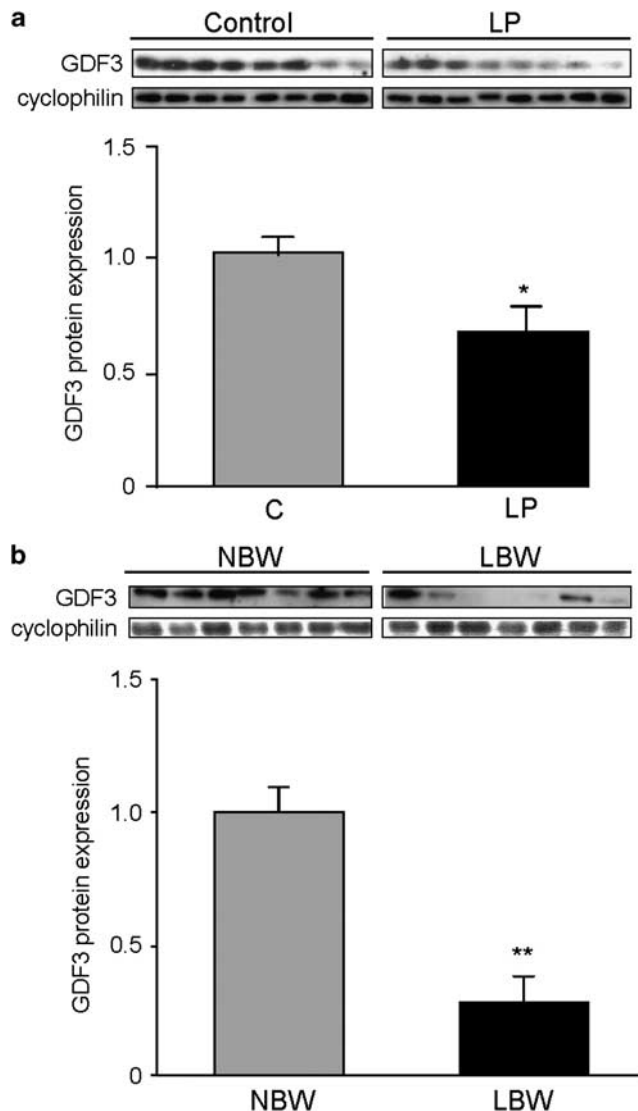 a
Control LP
GDF3
cyclophilin
1.5
1.0
0.5
0
GDF3 protein expression
*
C LP
b
NBW LBW
GDF3
cyclophilin
1.5
1.0
0.5
0
GDF3 protein expression
**
NBW LBW